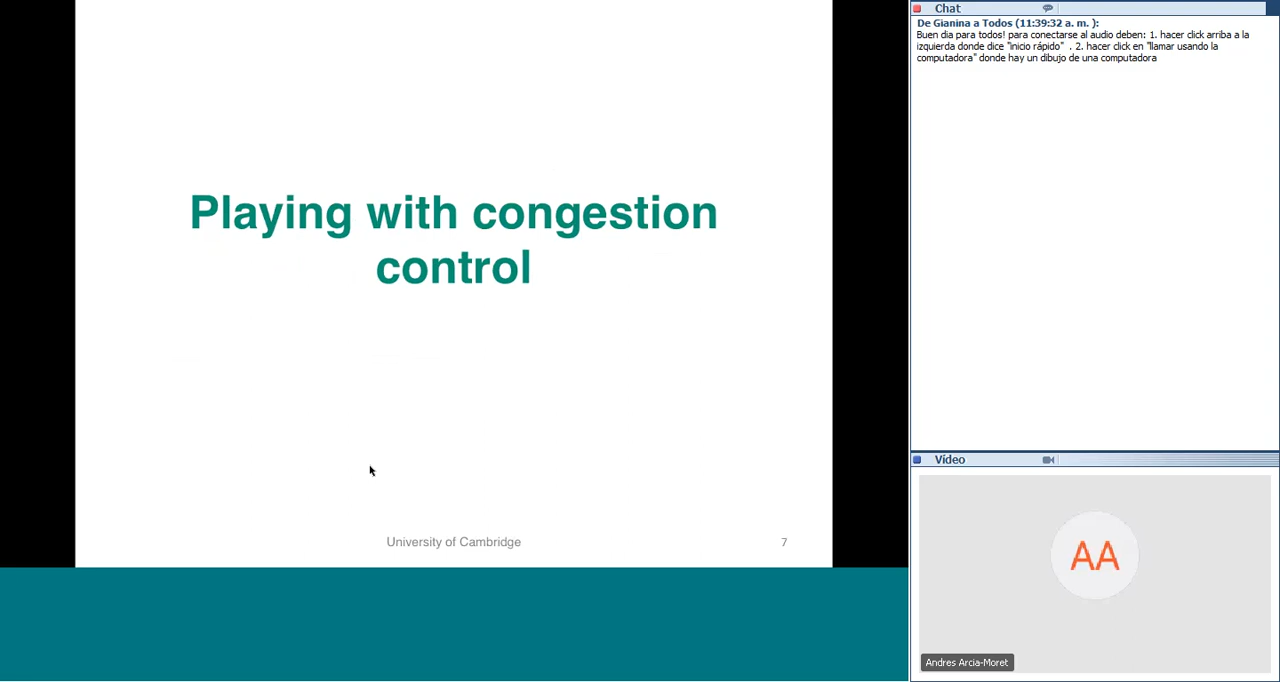 Playing with congestion
control
University of Cambridge
7
Chat
De Gianina a Todos (11:39:32 a. m. ):
Buen dia para todos! para conectarse al audio deben: 1. hacer click arriba a la
izquierda donde dice "inicio rápido"  . 2. hacer click en "llamar usando la
computadora" donde hay un dibujo de una computadora
Vídeo
AA
Andres Arcia-Moret